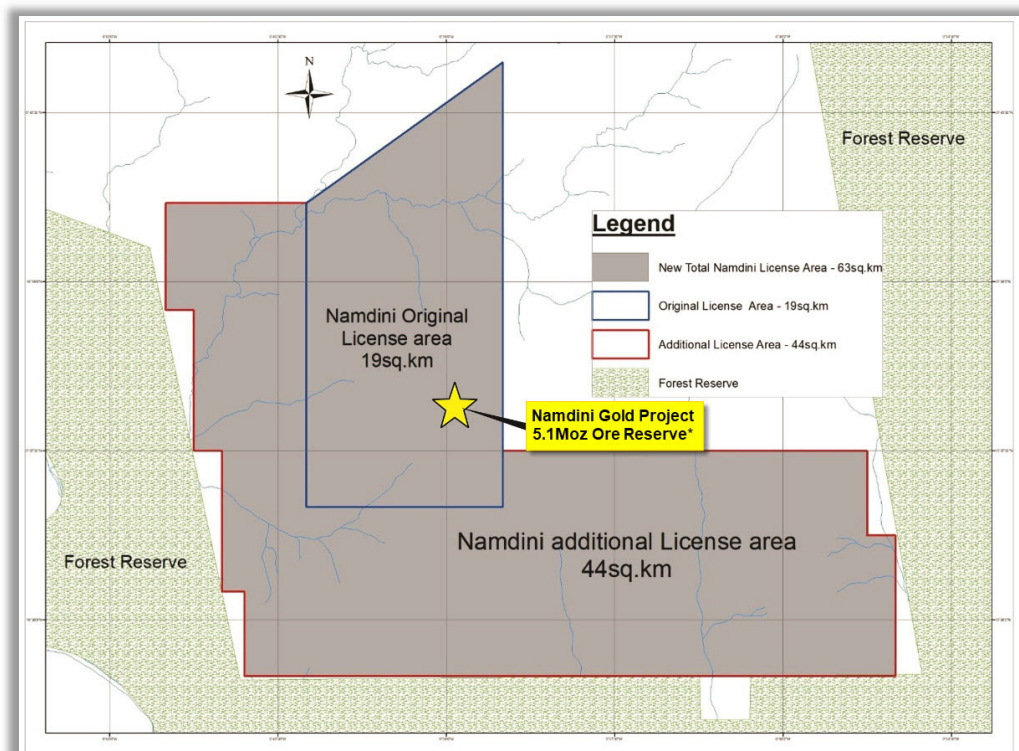 N
Forest Reserve
Legend
New Total Namdini License Area - 63sq.km
Original License Area - 19sq.km
Additional License Area - 44sq.km
Forest Reserve
Namdini Original
License area
19sq.km
Namdini Gold Project
5.1Moz Ore Reserve*
Namdini additional License area
44sq.km
Forest Reserve